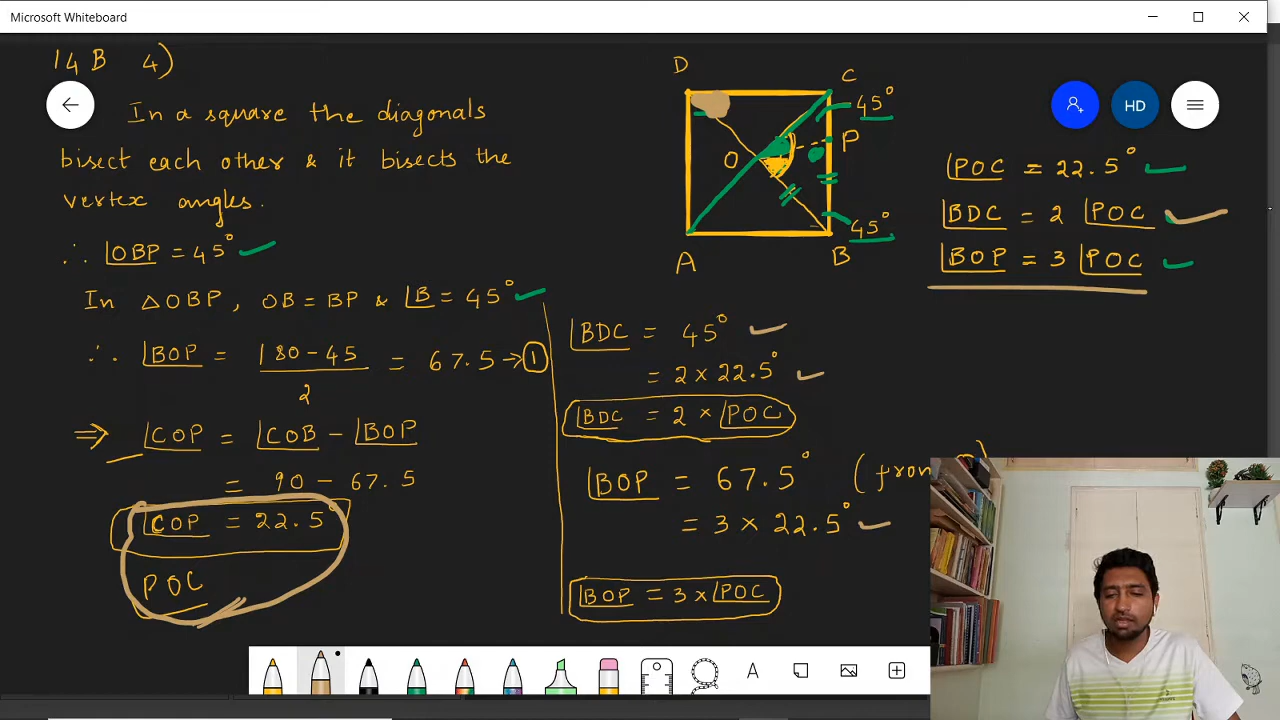 Microsoft Whiteboard
14 B 4)
In a square the diagonals
bisect each other & it bisects the
vertex angles.
∴ ∠OBP = 45°
In △OBP, OB = BP & ∠B = 45°
∴ ∠BOP = (180 - 45)/2 = 67.5 → ①
⇒ ∠COP = ∠COB - ∠BOP
= 90 - 67.5
∠COP = 22.5°
POC
D
C
45°
P
O
45°
A
B
∠BDC = 45°
= 2 × 22.5°
∠BDC = 2 × ∠POC
∠BOP = 67.5° (from
= 3 × 22.5°
∠BOP = 3 × ∠POC
HD
∠POC = 22.5°
∠BDC = 2 ∠POC
∠BOP = 3 ∠POC
A